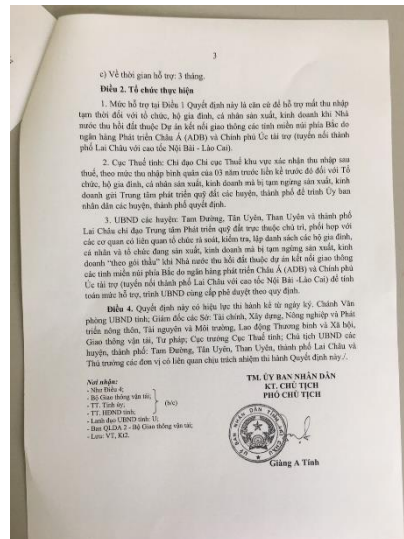 3
c) Về thời gian hỗ trợ: 3 tháng.
Điều 2. Tổ chức thực hiện
1. Mức hỗ trợ tại Điều 1 Quyết định này là căn cứ để hỗ trợ mất thu nhập
tạm thời đối với tổ chức, hộ gia đình, cá nhân sản xuất, kinh doanh khi Nhà
nước thu hồi đất thuộc Dự án kết nối giao thông các tỉnh miền núi phía Bắc do
ngân hàng Phát triển Châu Á (ADB) và Chính phủ Úc tài trợ (tuyến nối thành
phố Lai Châu với cao tốc Nội Bài - Lào Cai).
2. Cục Thuế tỉnh: Chỉ đạo Chi cục Thuế khu vực xác nhận thu nhập sau
thuế, theo mức thu nhập bình quân của 03 năm trước liền kề trước đó đối với Tổ
chức, hộ gia đình, cá nhân sản xuất, kinh doanh mà bị tạm ngừng sản xuất, kinh
doanh gửi Trung tâm phát triển quỹ đất các huyện, thành phố để trình Ủy ban
nhân dân các huyện, thành phố quyết định.
3. UBND các huyện: Tam Đường, Tân Uyên, Than Uyên và thành phố
Lai Châu chỉ đạo Trung tâm Phát triển quỹ đất trực thuộc chủ trì, phối hợp với
các cơ quan có liên quan tổ chức rà soát, kiểm tra, lập danh sách các hộ gia đình,
cá nhân và tổ chức đang sản xuất, kinh doanh mà bị tạm ngừng sản xuất, kinh
doanh "theo gói thầu" khi Nhà nước thu hồi đất thuộc dự án kết nối giao thông
các tỉnh miền núi phía Bắc do ngân hàng phát triển Châu Á (ADB) và Chính phủ
Úc tài trợ (tuyến nối thành phố Lai Châu với cao tốc Nội Bài -Lào Cai) để tính
toán mức hỗ trợ, trình UBND cùng cấp phê duyệt theo quy định.
Điều 4. Quyết định này có hiệu lực thi hành kể từ ngày ký. Chánh Văn
phòng UBND tỉnh; Giám đốc các Sở: Tài chính, Xây dựng, Nông nghiệp và Phát
triển nông thôn, Tài nguyên và Môi trường, Lao động Thương binh và Xã hội,
Giao thông vận tải, Tư pháp; Cục trưởng Cục Thuế tỉnh; Chủ tịch UBND các
huyện, thành phố: Tam Đường, Tân Uyên, Than Uyên, thành phố Lai Châu và
Thủ trưởng các đơn vị có liên quan chịu trách nhiệm thi hành Quyết định này./.
Nơi nhận:
- Như Điều 4;
- Bộ Giao thông vận tải;
- TT. Tỉnh ủy;
- TT. HĐND tỉnh;
(b/c)
- Lãnh đạo UBND tỉnh: U;
- Ban QLDA 2 - Bộ Giao thông vận tải;
- Lưu: VT, Kt2.
TM. ỦY BAN NHÂN DÂN
KT. CHỦ TỊCH
PHÓ CHỦ TỊCH
Giàng A Tính